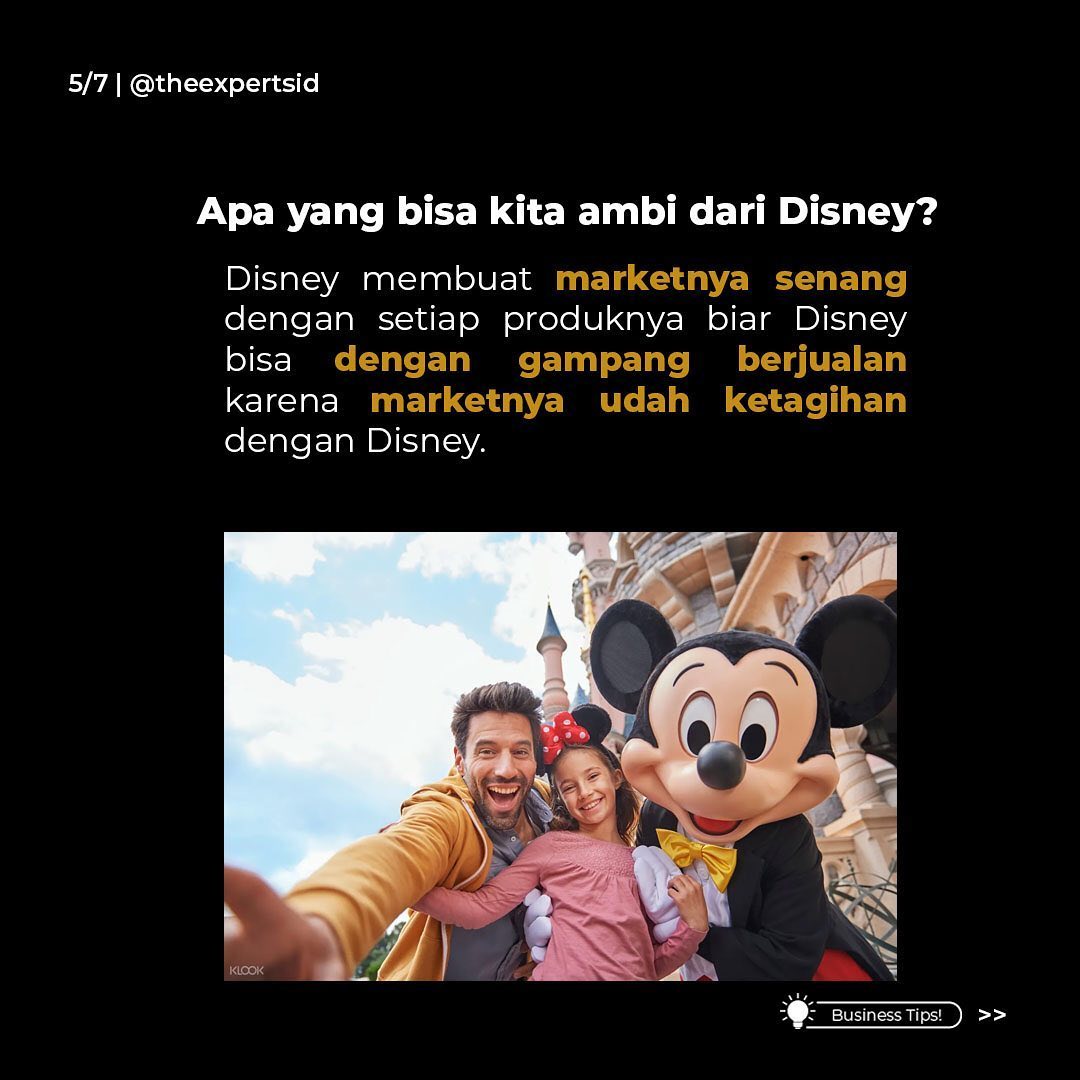 5/7 | @theexpertsid
Apa yang bisa kita ambi dari Disney?
Disney membuat marketnya senang
dengan setiap produknya biar Disney
bisa dengan gampang berjualan
karena marketnya udah ketagihan
dengan Disney.
KLOOK
Business Tips! >>